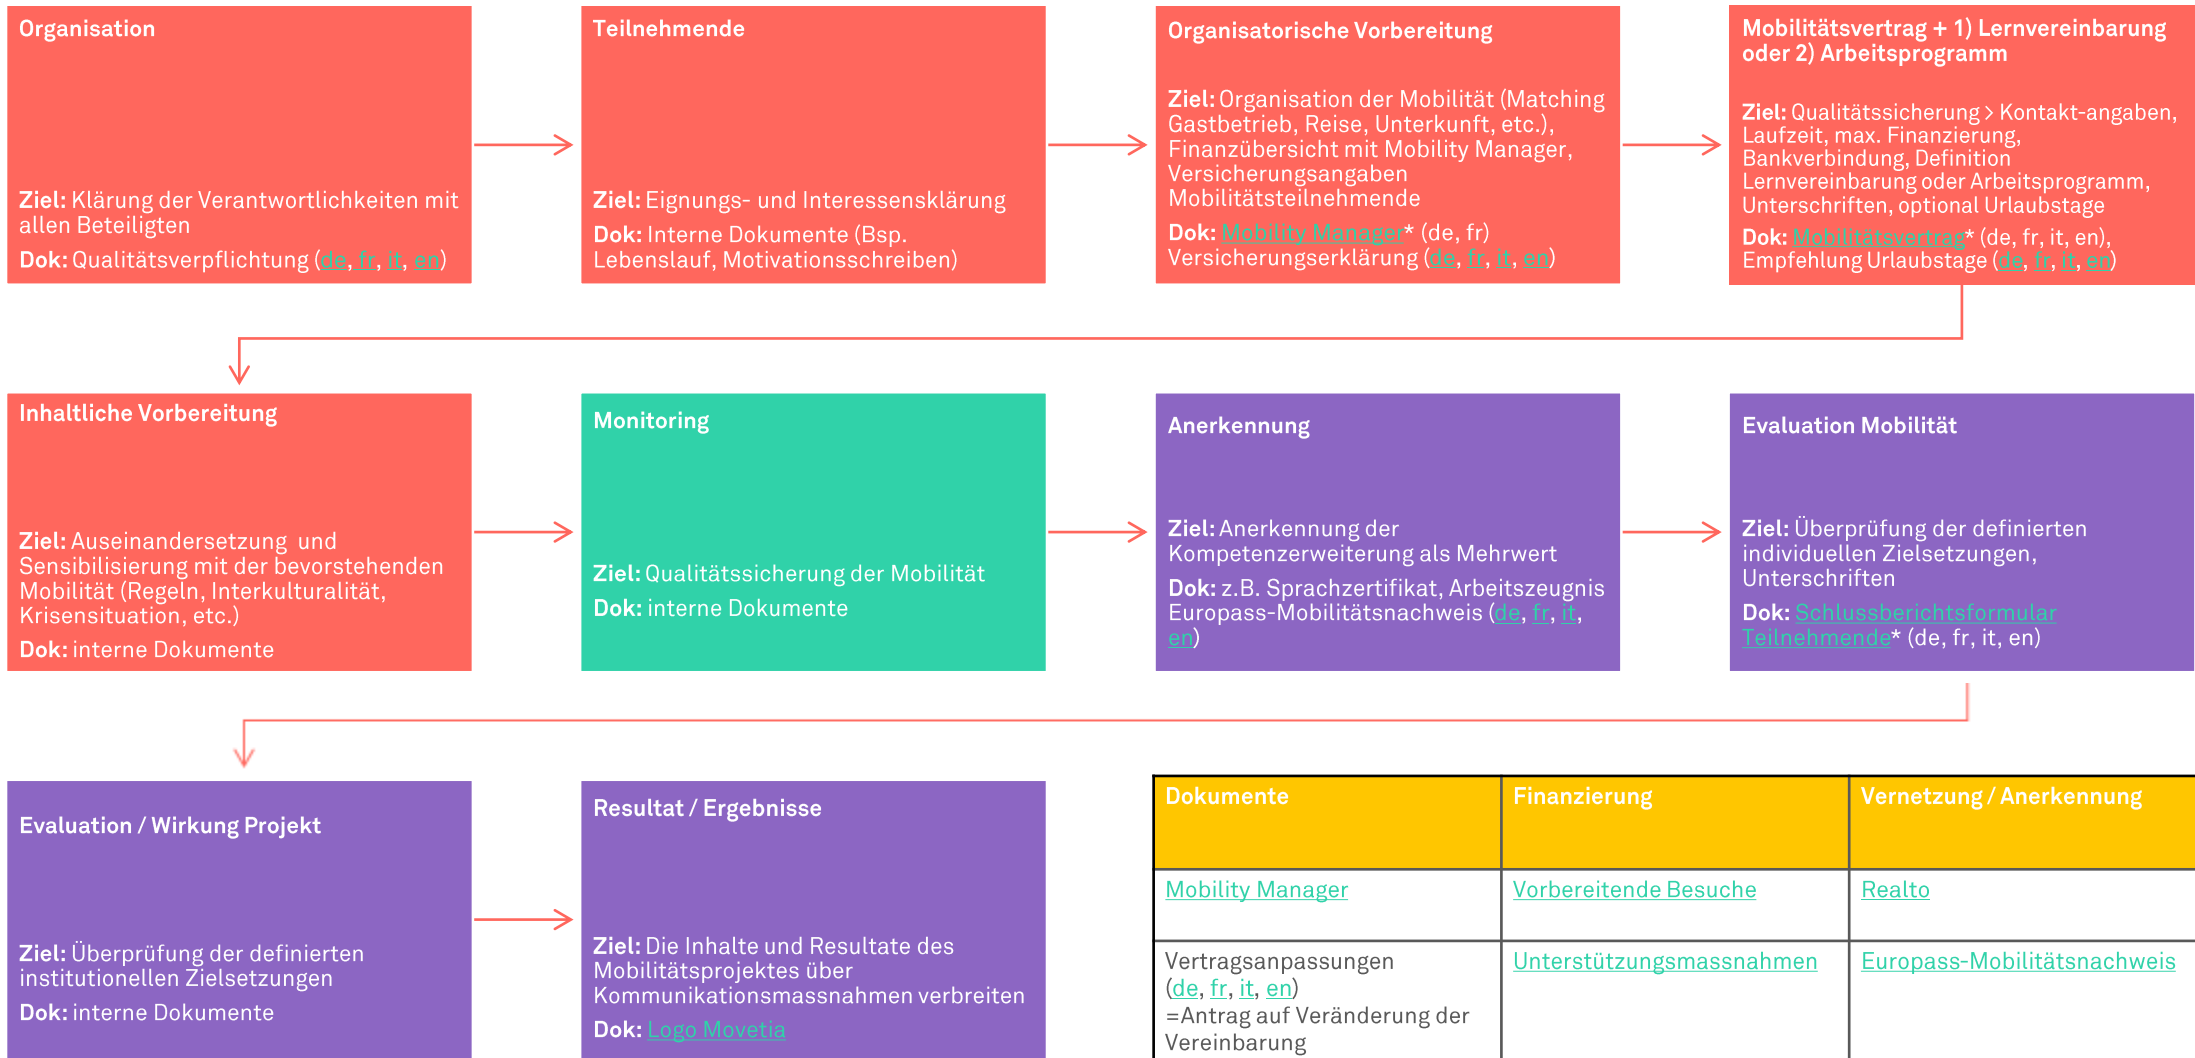 Organisation
Ziel: Klärung der Verantwortlichkeiten mit
allen Beteiligten
Dok: Qualitätsverpflichtung (de, fr, it, en)
Teilnehmende
Ziel: Eignungs- und Interessensklärung
Dok: Interne Dokumente (Bsp.
Lebenslauf, Motivationsschreiben)
Organisatorische Vorbereitung
Ziel: Organisation der Mobilität (Matching
Gastbetrieb, Reise, Unterkunft, etc.),
Finanzübersicht mit Mobility Manager,
Versicherungsangaben
Mobilitätsteilnehmende
Dok: Mobility Manager* (de, fr)
Versicherungserklärung (de, fr, it, en)
Mobilitätsvertrag + 1) Lernvereinbarung
oder 2) Arbeitsprogramm
Ziel: Qualitätssicherung > Kontakt-angaben,
Laufzeit, max. Finanzierung,
Bankverbindung, Definition
Lernvereinbarung oder Arbeitsprogramm,
Unterschriften, optional Urlaubstage
Dok: Mobilitätsvertrag* (de, fr, it, en),
Empfehlung Urlaubstage (de, fr, it, en)
Inhaltliche Vorbereitung
Ziel: Auseinandersetzung und
Sensibilisierung mit der bevorstehenden
Mobilität (Regeln, Interkulturalität,
Krisensituation, etc.)
Dok: interne Dokumente
Monitoring
Ziel: Qualitätssicherung der Mobilität
Dok: interne Dokumente
Anerkennung
Ziel: Anerkennung der
Kompetenzerweiterung als Mehrwert
Dok: z.B. Sprachzertifikat, Arbeitszeugnis
Europass-Mobilitätsnachweis (de, fr, it,
en)
Evaluation Mobilität
Ziel: Überprüfung der definierten
individuellen Zielsetzungen,
Unterschriften
Dok: Schlussberichtsformular
Teilnehmende* (de, fr, it, en)
Evaluation / Wirkung Projekt
Ziel: Überprüfung der definierten
institutionellen Zielsetzungen
Dok: interne Dokumente
Resultat / Ergebnisse
Ziel: Die Inhalte und Resultate des
Mobilitätsprojektes über
Kommunikationsmassnahmen verbreiten
Dok: Logo Movetia
Dokumente
Finanzierung
Vernetzung / Anerkennung
Mobility Manager
Vorbereitende Besuche
Realto
Vertragsanpassungen
(de, fr, it, en)
=Antrag auf Veränderung der
Vereinbarung
Unterstützungsmassnahmen
Europass-Mobilitätsnachweis